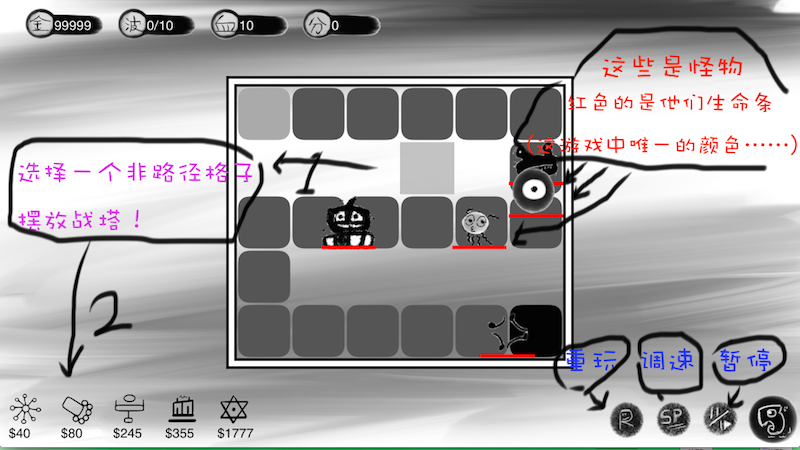 金 99999 波 0/10 血 10 分 0
这些是怪物
红色的是他们生命条
(这游戏中唯一的颜色……)
选择一个非路径格子
摆放战塔！
1
2
重玩 调速 暂停
R SP
$40 $80 $245 $355 $1777